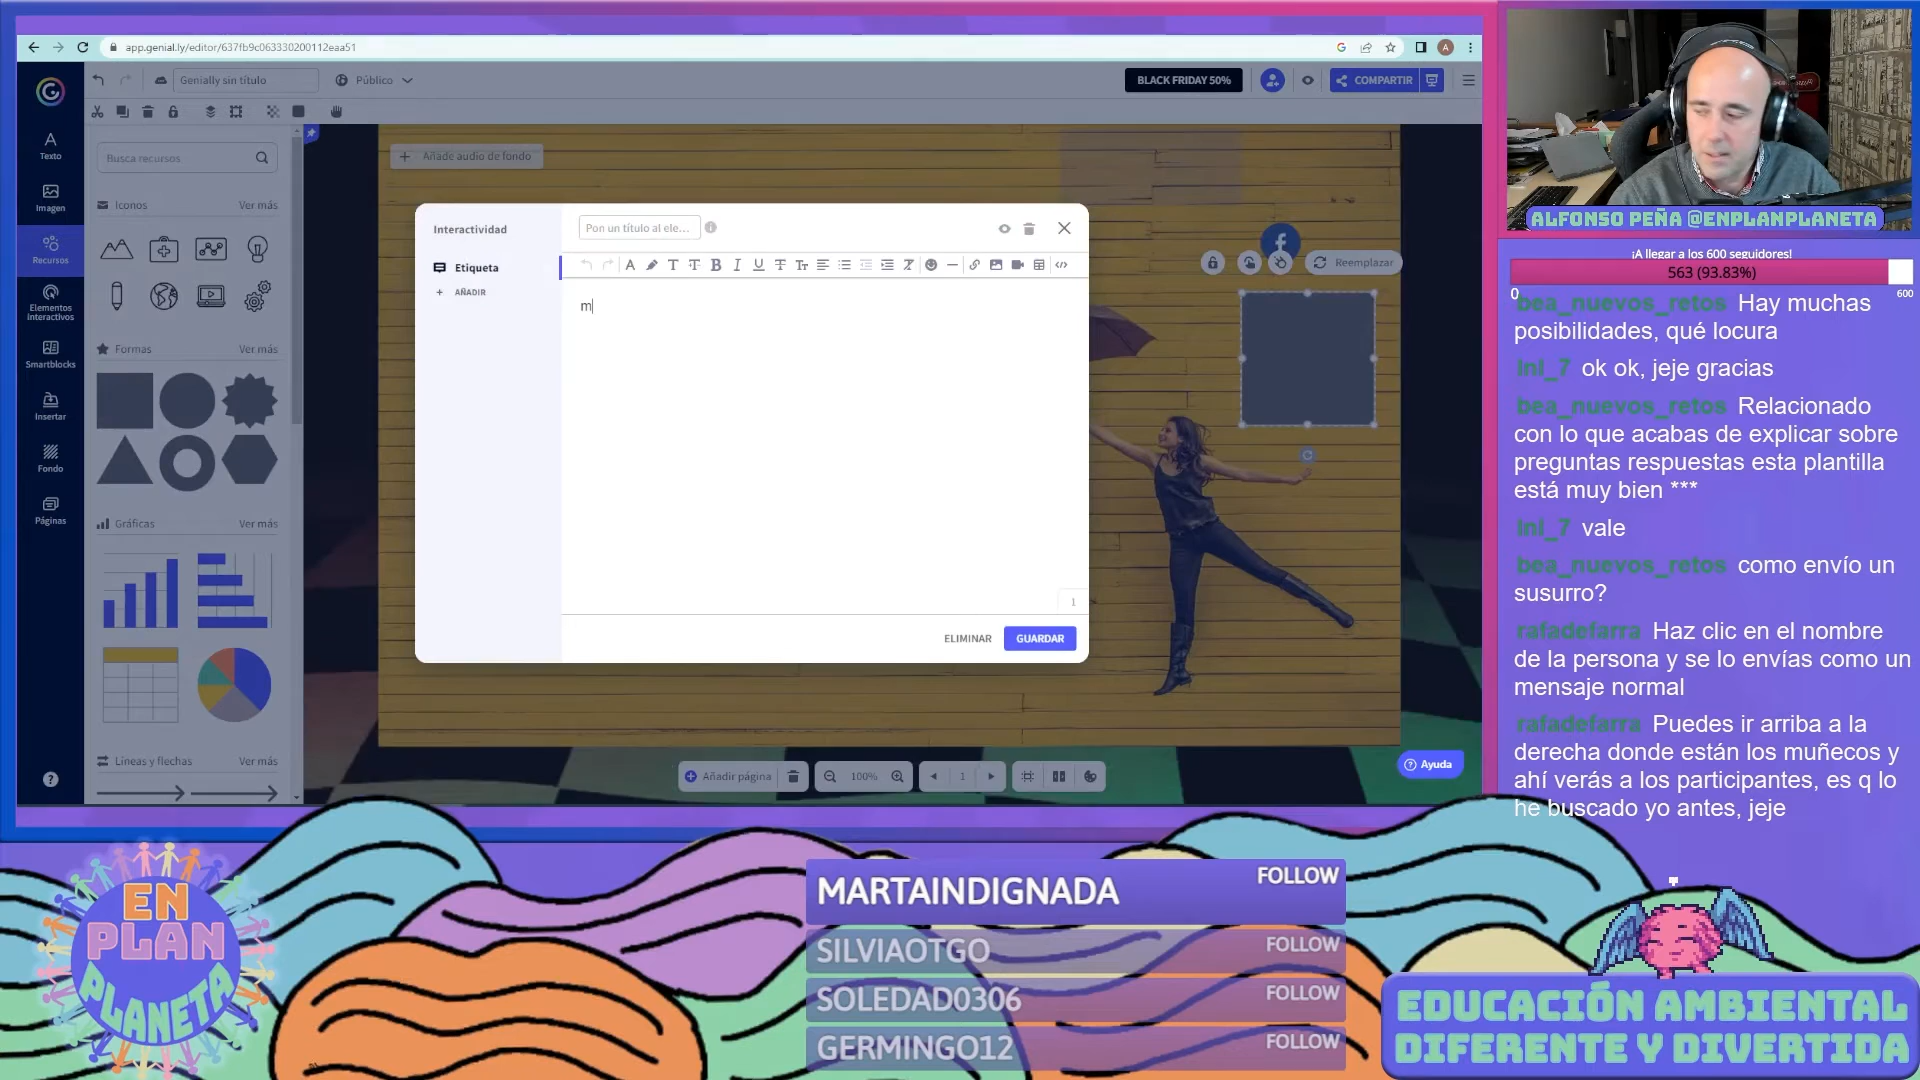 app.genial.ly/editor/637fb9c063330200112eaa51
G
A
Genially sin título
Público
BLACK FRIDAY 50%
COMPARTIR
Texto
Imagen
Recursos
Elementos
Interactivos
Smartblocks
Insertar
Fondo
Páginas
Busca recursos
Iconos
Ver más
Formas
Ver más
Gráficas
Ver más
Líneas y flechas
Ver más
Añade audio de fondo
Interactividad
Etiqueta
+ AÑADIR
Pon un título al ele...
m
1
ELIMINAR
GUARDAR
Reemplazar
Añadir página
100%
1
Ayuda
ALFONSO PEÑA @ENPLANPLANETA
¡A llegar a los 600 seguidores!
563 (93.83%)
0
600
bea_nuevos_retos Hay muchas
posibilidades, qué locura
ini_7 ok ok, jeje gracias
bea_nuevos_retos Relacionado
con lo que acabas de explicar sobre
preguntas respuestas esta plantilla
está muy bien ***
ini_7 vale
bea_nuevos_retos como envío un
susurro?
rafadefarra Haz clic en el nombre
de la persona y se lo envías como un
mensaje normal
rafadefarra Puedes ir arriba a la
derecha donde están los muñecos y
ahí verás a los participantes, es q lo
he buscado yo antes, jeje
EN
PLAN
PLANETA
MARTAINDIGNADA FOLLOW
SILVIAOTGO FOLLOW
SOLEDAD0306 FOLLOW
GERMINGO12 FOLLOW
EDUCACIÓN AMBIENTAL
DIFERENTE Y DIVERTIDA